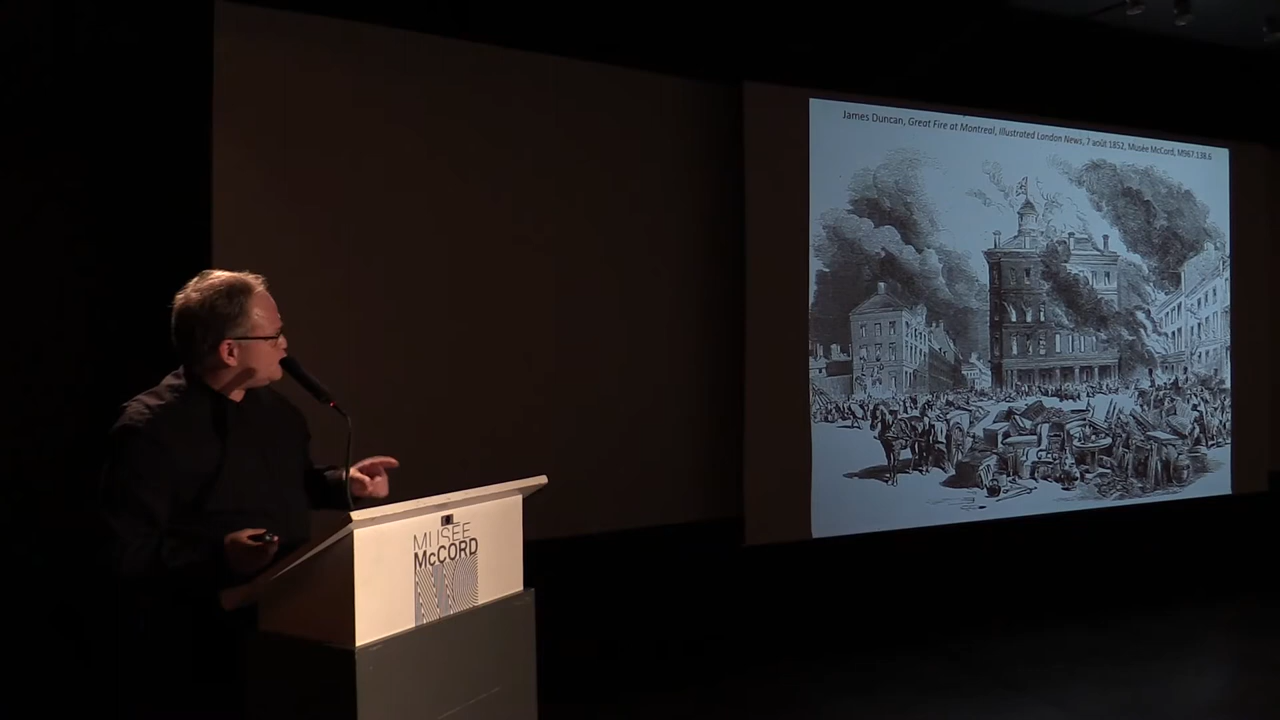 James Duncan, Great Fire at Montreal, Illustrated London News, 7 août 1852, Musée McCord, M967.138.6
MUSÉE
McCORD